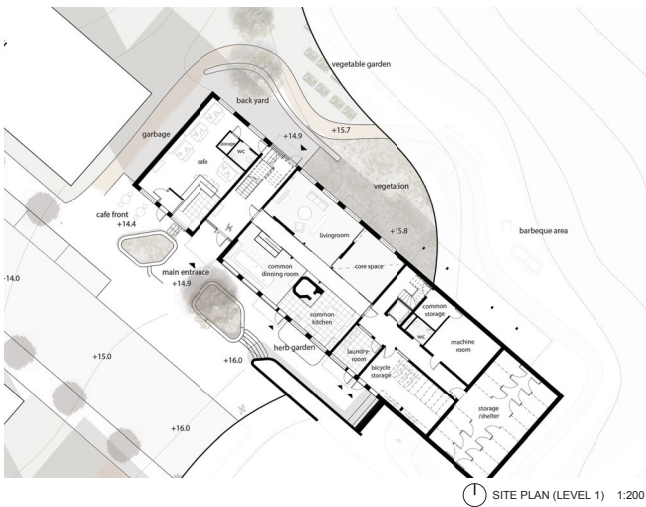 vegetable garden
back yard
+15.7
garbage
+14.9
storage
WC
cafe
vegetation
cafe front
+14.4
+15.8
barbeque area
livingroom
main entrance
+14.9
common
dinning room
core space
-14.0
common
storage
common
kitchen
WC
machine
room
herb garden
laundry-
room
+15.0
+16.0
bicycle
storage
storage
/shelter
+16.0
SITE PLAN (LEVEL 1) 1:200